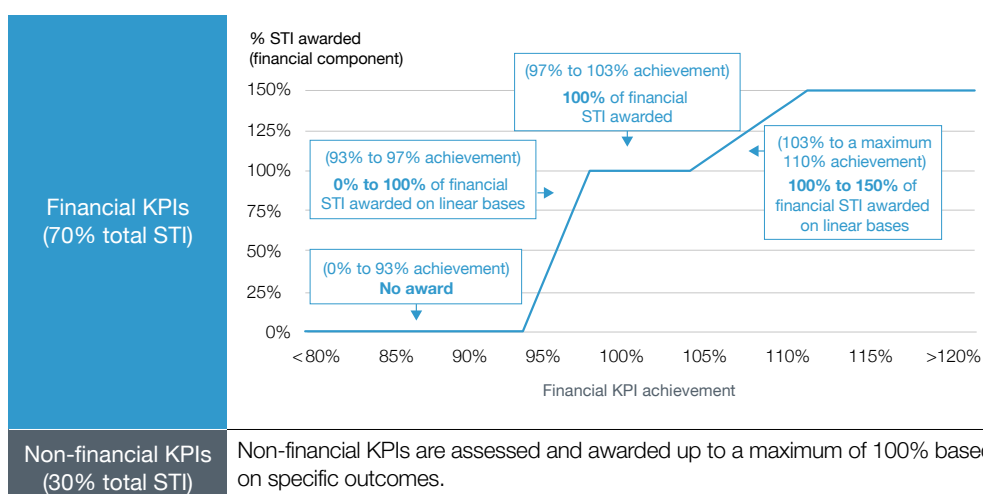 Financial KPIs
(70% total STI)
% STI awarded
(financial component)
150%
125%
100%
75%
50%
25%
0%
(97% to 103% achievement)
100% of financial
STI awarded
(93% to 97% achievement)
0% to 100% of financial
STI awarded on linear bases
(103% to a maximum
110% achievement)
100% to 150% of
financial STI awarded
on linear bases
(0% to 93% achievement)
No award
<80% 85% 90% 95% 100% 105% 110% 115% >120%
Financial KPI achievement
Non-financial KPIs
(30% total STI)
Non-financial KPIs are assessed and awarded up to a maximum of 100% based
on specific outcomes.